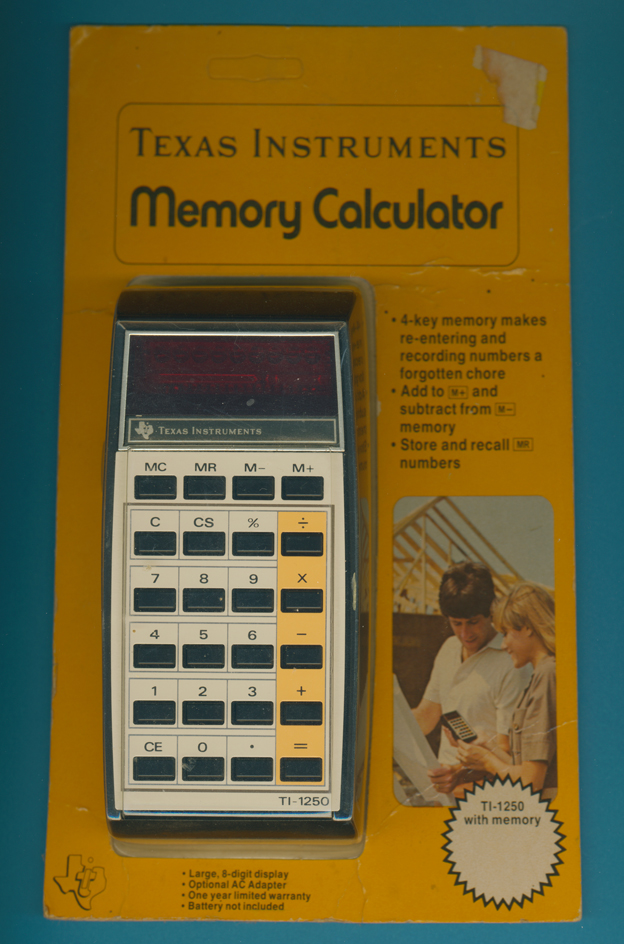 TEXAS INSTRUMENTS
Memory Calculator
• 4-key memory makes
re-entering and
recording numbers a
forgotten chore
• Add to M+ and
subtract from M−
memory
• Store and recall MR
numbers
TEXAS INSTRUMENTS
MC MR M− M+
C CS % ÷
7 8 9 X
4 5 6 −
1 2 3 +
CE 0 • =
TI-1250
TI-1250
with memory
• Large, 8-digit display
• Optional AC Adapter
• One year limited warranty
• Battery not included